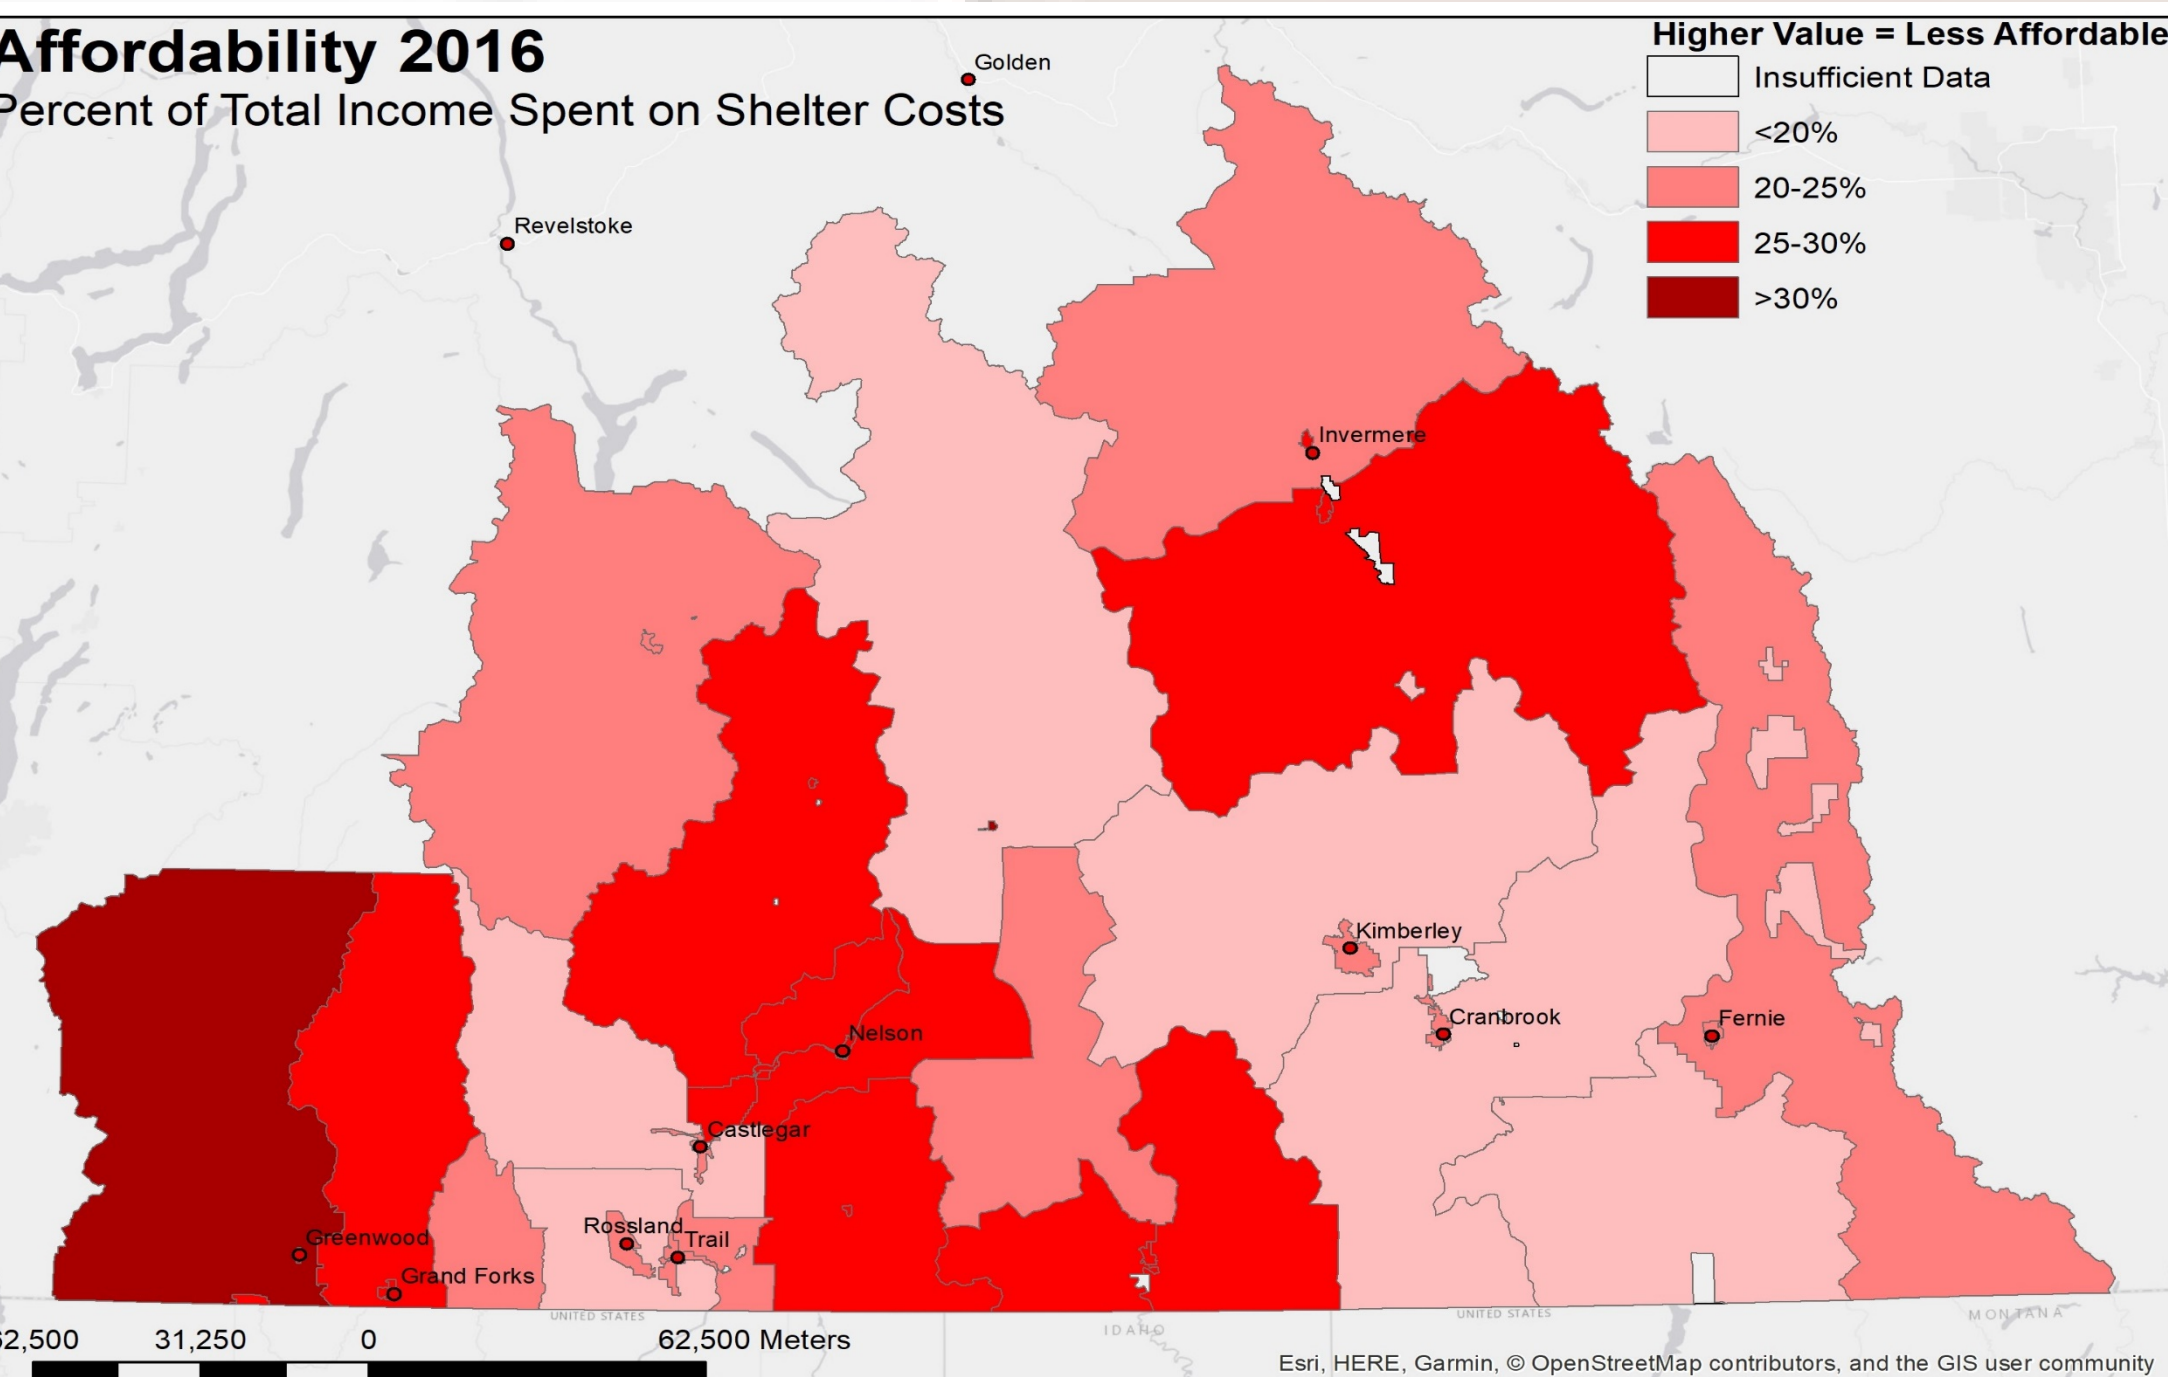 Affordability 2016
Percent of Total Income Spent on Shelter Costs
Higher Value = Less Affordable
Insufficient Data
<20%
20-25%
25-30%
>30%
Golden
Revelstoke
Invermere
Kimberley
Cranbrook
Fernie
Nelson
Castlegar
Rossland
Trail
Greenwood
Grand Forks
UNITED STATES
IDAHO
UNITED STATES
MONTANA
62,500 31,250 0 62,500 Meters
Esri, HERE, Garmin, © OpenStreetMap contributors, and the GIS user community